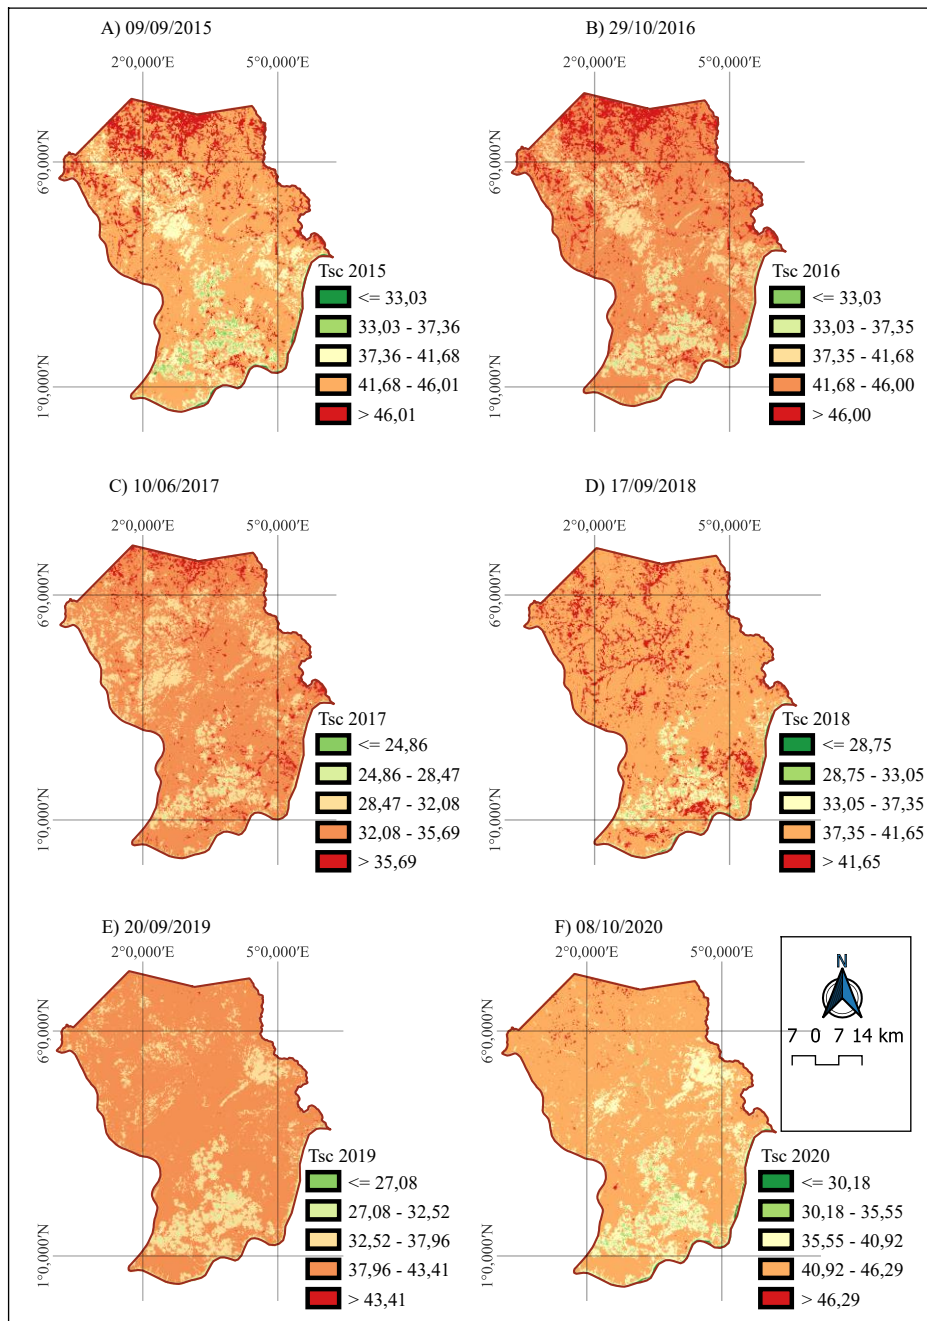 A) 09/09/2015
2°0,000'E 5°0,000'E
6°0,000'N
1°0,000'N
Tsc 2015
<= 33,03
33,03 - 37,36
37,36 - 41,68
41,68 - 46,01
> 46,01
B) 29/10/2016
2°0,000'E 5°0,000'E
6°0,000'N
1°0,000'N
Tsc 2016
<= 33,03
33,03 - 37,35
37,35 - 41,68
41,68 - 46,00
> 46,00
C) 10/06/2017
2°0,000'E 5°0,000'E
6°0,000'N
1°0,000'N
Tsc 2017
<= 24,86
24,86 - 28,47
28,47 - 32,08
32,08 - 35,69
> 35,69
D) 17/09/2018
2°0,000'E 5°0,000'E
6°0,000'N
1°0,000'N
Tsc 2018
<= 28,75
28,75 - 33,05
33,05 - 37,35
37,35 - 41,65
> 41,65
E) 20/09/2019
2°0,000'E 5°0,000'E
6°0,000'N
1°0,000'N
Tsc 2019
<= 27,08
27,08 - 32,52
32,52 - 37,96
37,96 - 43,41
> 43,41
F) 08/10/2020
2°0,000'E 5°0,000'E
6°0,000'N
1°0,000'N
N
7 0 7 14 km
Tsc 2020
<= 30,18
30,18 - 35,55
35,55 - 40,92
40,92 - 46,29
> 46,29